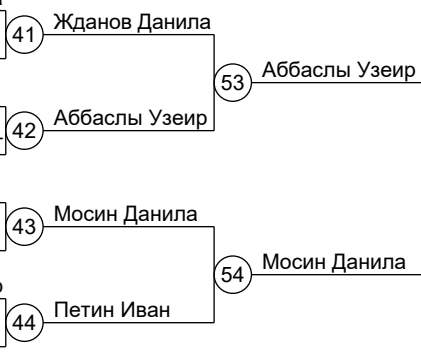 41
Жданов Данила
53
Аббаслы Узеир
42
Аббаслы Узеир
43
Мосин Данила
54
Мосин Данила
44
Петин Иван